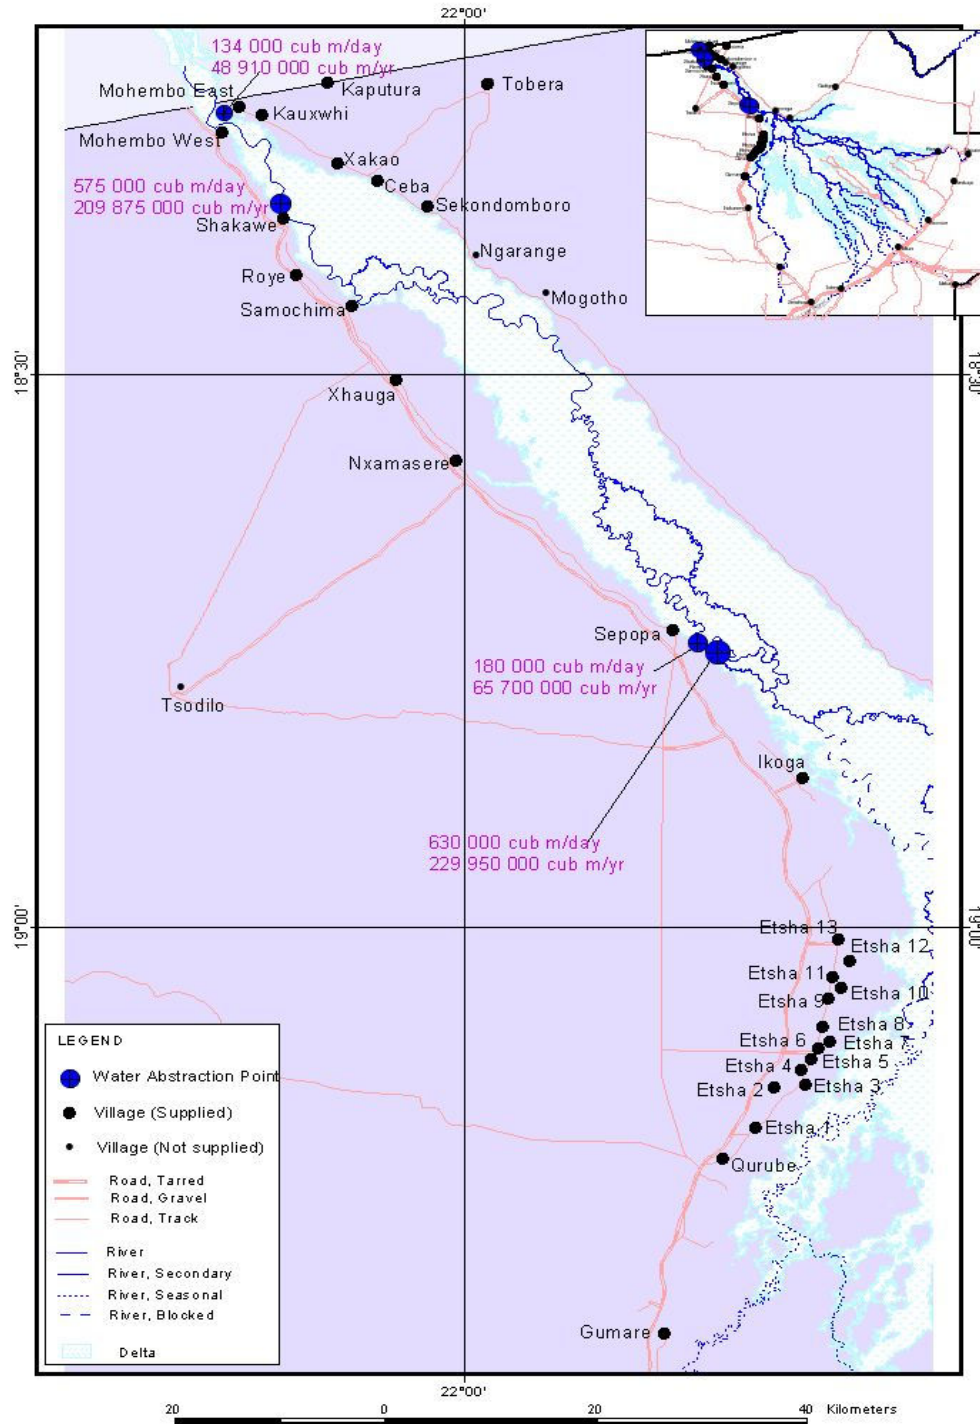 22°00'
134 000 cub m/day
48 910 000 cub m/yr
Mohembo East
Kaputura
Tobera
Kauxwhi
Mohembo West
Xakao
575 000 cub m/day
Ceba
209 875 000 cub m/yr
Sekondomboro
Shakawe
Ngarange
Roye
Mogotho
Samochima
18°30'
18°30'
Xhauga
Nxamasere
Sepopa
180 000 cub m/day
65 700 000 cub m/yr
Tsodilo
Ikoga
630 000 cub m/day
229 950 000 cub m/yr
19°00'
19°00'
Etsha 13
Etsha 12
Etsha 11
Etsha 10
Etsha 9
Etsha 8
Etsha 6
Etsha 7
Etsha 5
Etsha 4
Etsha 2
Etsha 3
Etsha 1
Qurube
Gumare
LEGEND
Water Abstraction Point
Village (Supplied)
Village (Not supplied)
Road, Tarred
Road, Gravel
Road, Track
River
River, Secondary
River, Seasonal
River, Blocked
Delta
22°00'
20 0 20 40 Kilometers